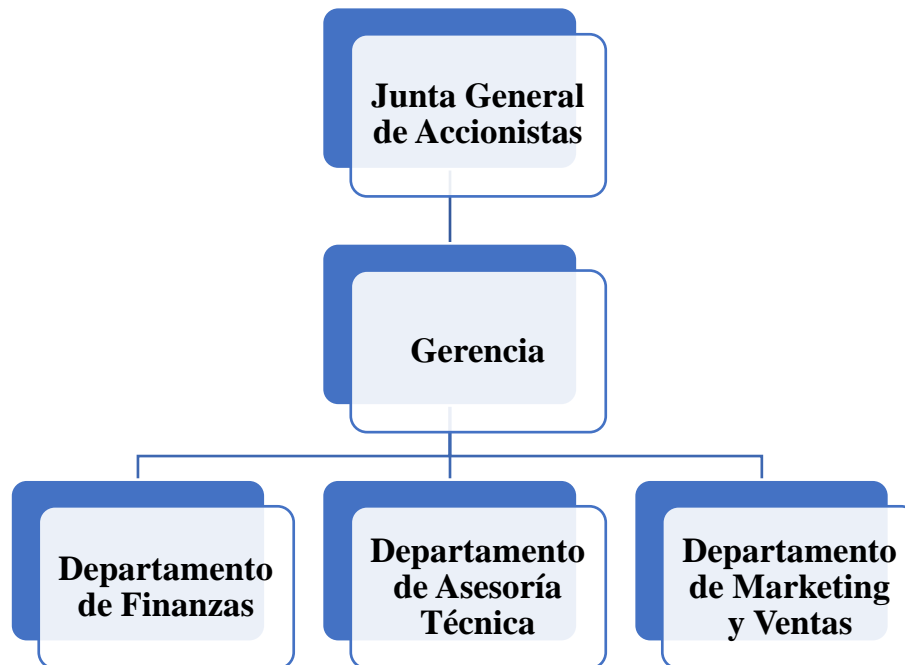 Junta General
de Accionistas
Gerencia
Departamento
de Finanzas
Departamento
de Asesoría
Técnica
Departamento
de Marketing
y Ventas